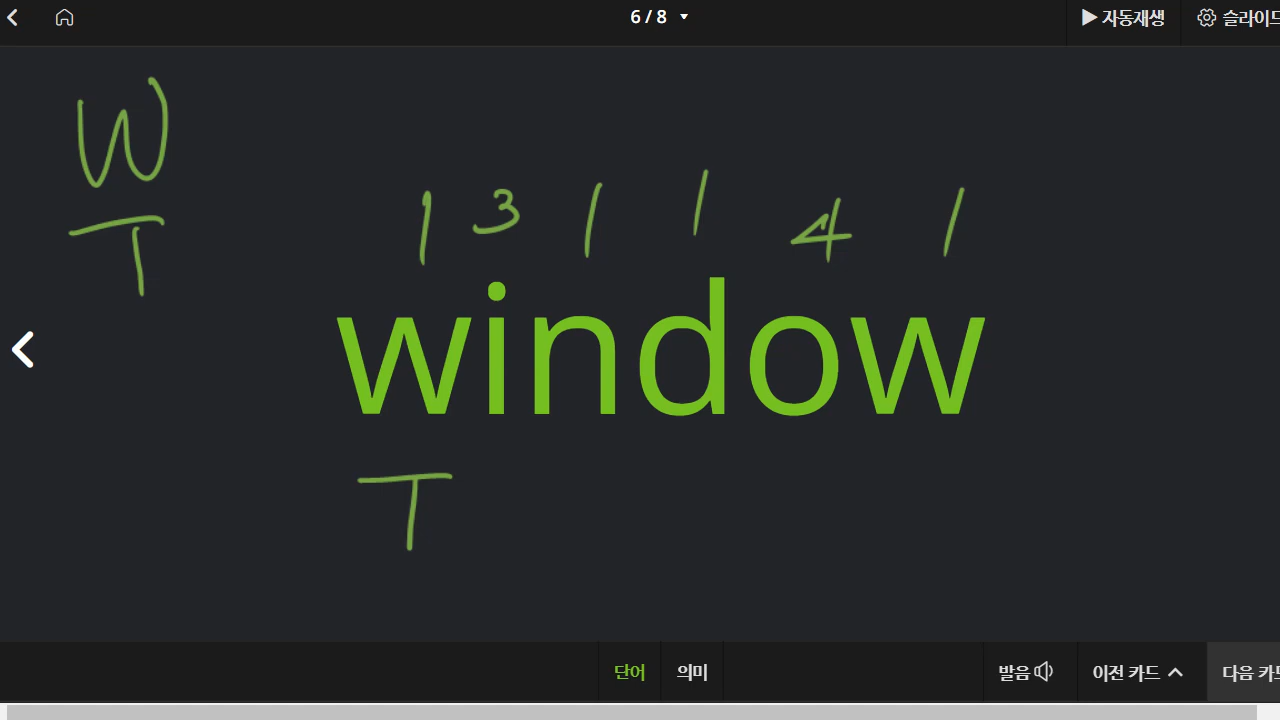 6 / 8
자동재생
슬라이드
W
1
1 3 1 1 4 1
window
T
단어
의미
발음
이전 카드
다음 카드